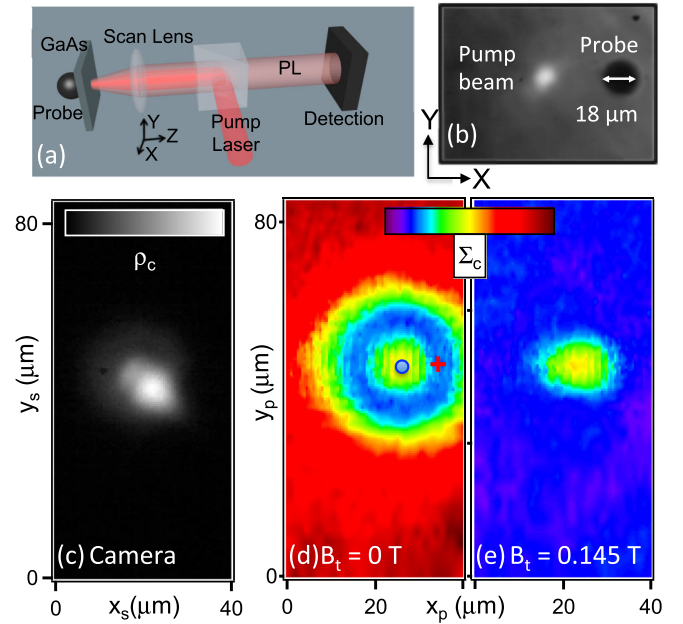 GaAs
Scan Lens
PL
Probe
Y
Z
X
Pump
Laser
Detection
(a)
Pump
beam
Probe
18 μm
(b)
Y
X
80
ρc
ys (μm)
(c) Camera
0
0
40
xs(μm)
80
Σc
yp (μm)
(d) Bt = 0 T
(e) Bt = 0.145 T
0
0
20
xp (μm)
20
40